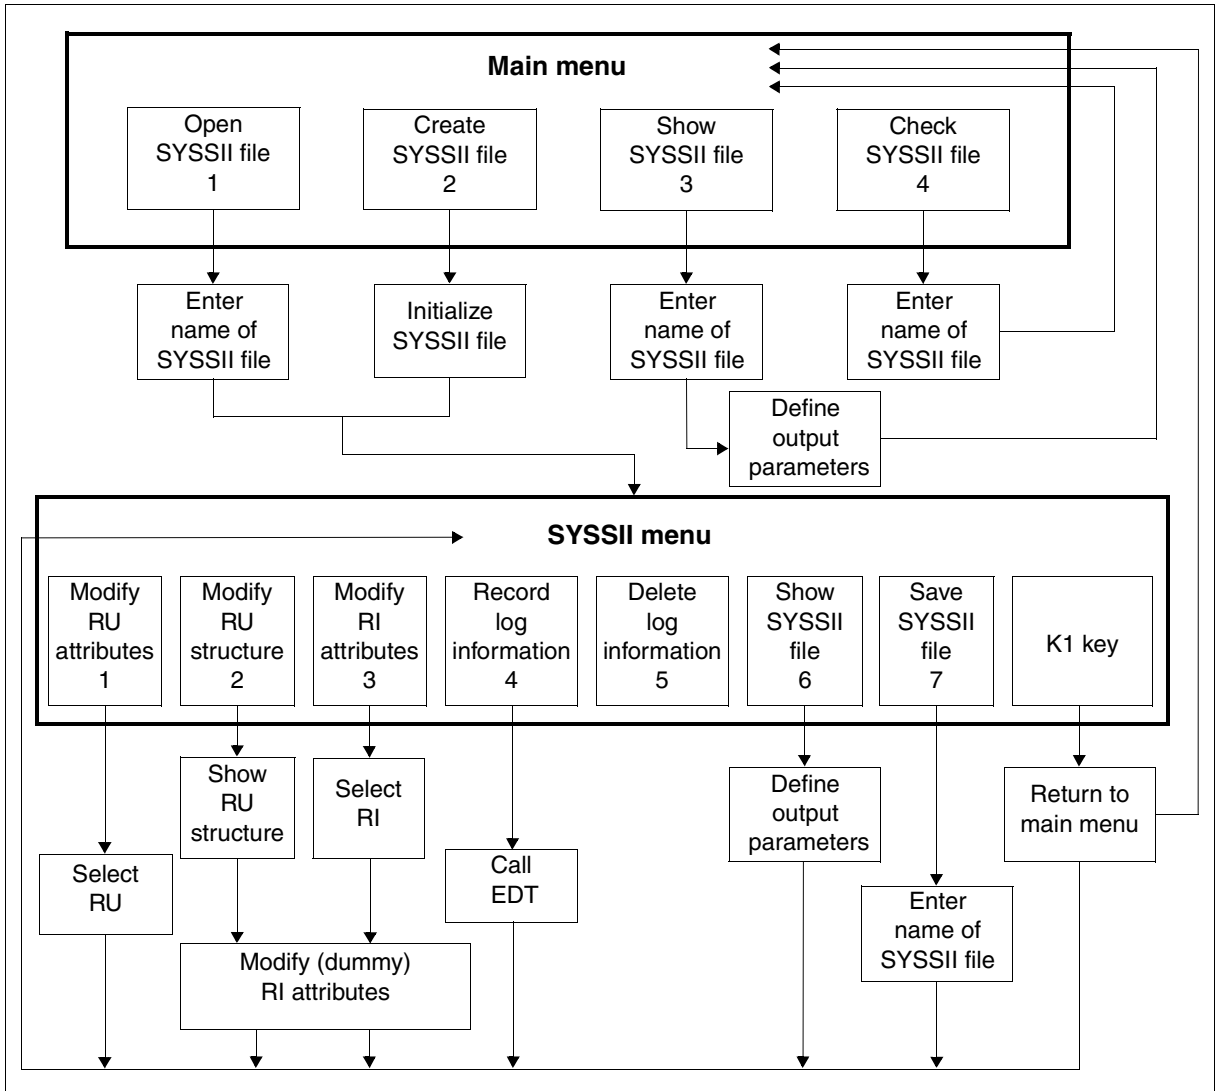 Main menu
Open
SYSSII file
1
Create
SYSSII file
2
Show
SYSSII file
3
Check
SYSSII file
4
Enter
name of
SYSSII file
Initialize
SYSSII file
Enter
name of
SYSSII file
Enter
name of
SYSSII file
Define
output
parameters
SYSSII menu
Modify
RU
attributes
1
Modify
RU
structure
2
Modify
RI
attributes
3
Record
log
information
4
Delete
log
information
5
Show
SYSSII
file
6
Save
SYSSII
file
7
K1 key
Show
RU
structure
Select
RI
Define
output
parameters
Return to
main menu
Select
RU
Call
EDT
Enter
name of
SYSSII file
Modify (dummy)
RI attributes